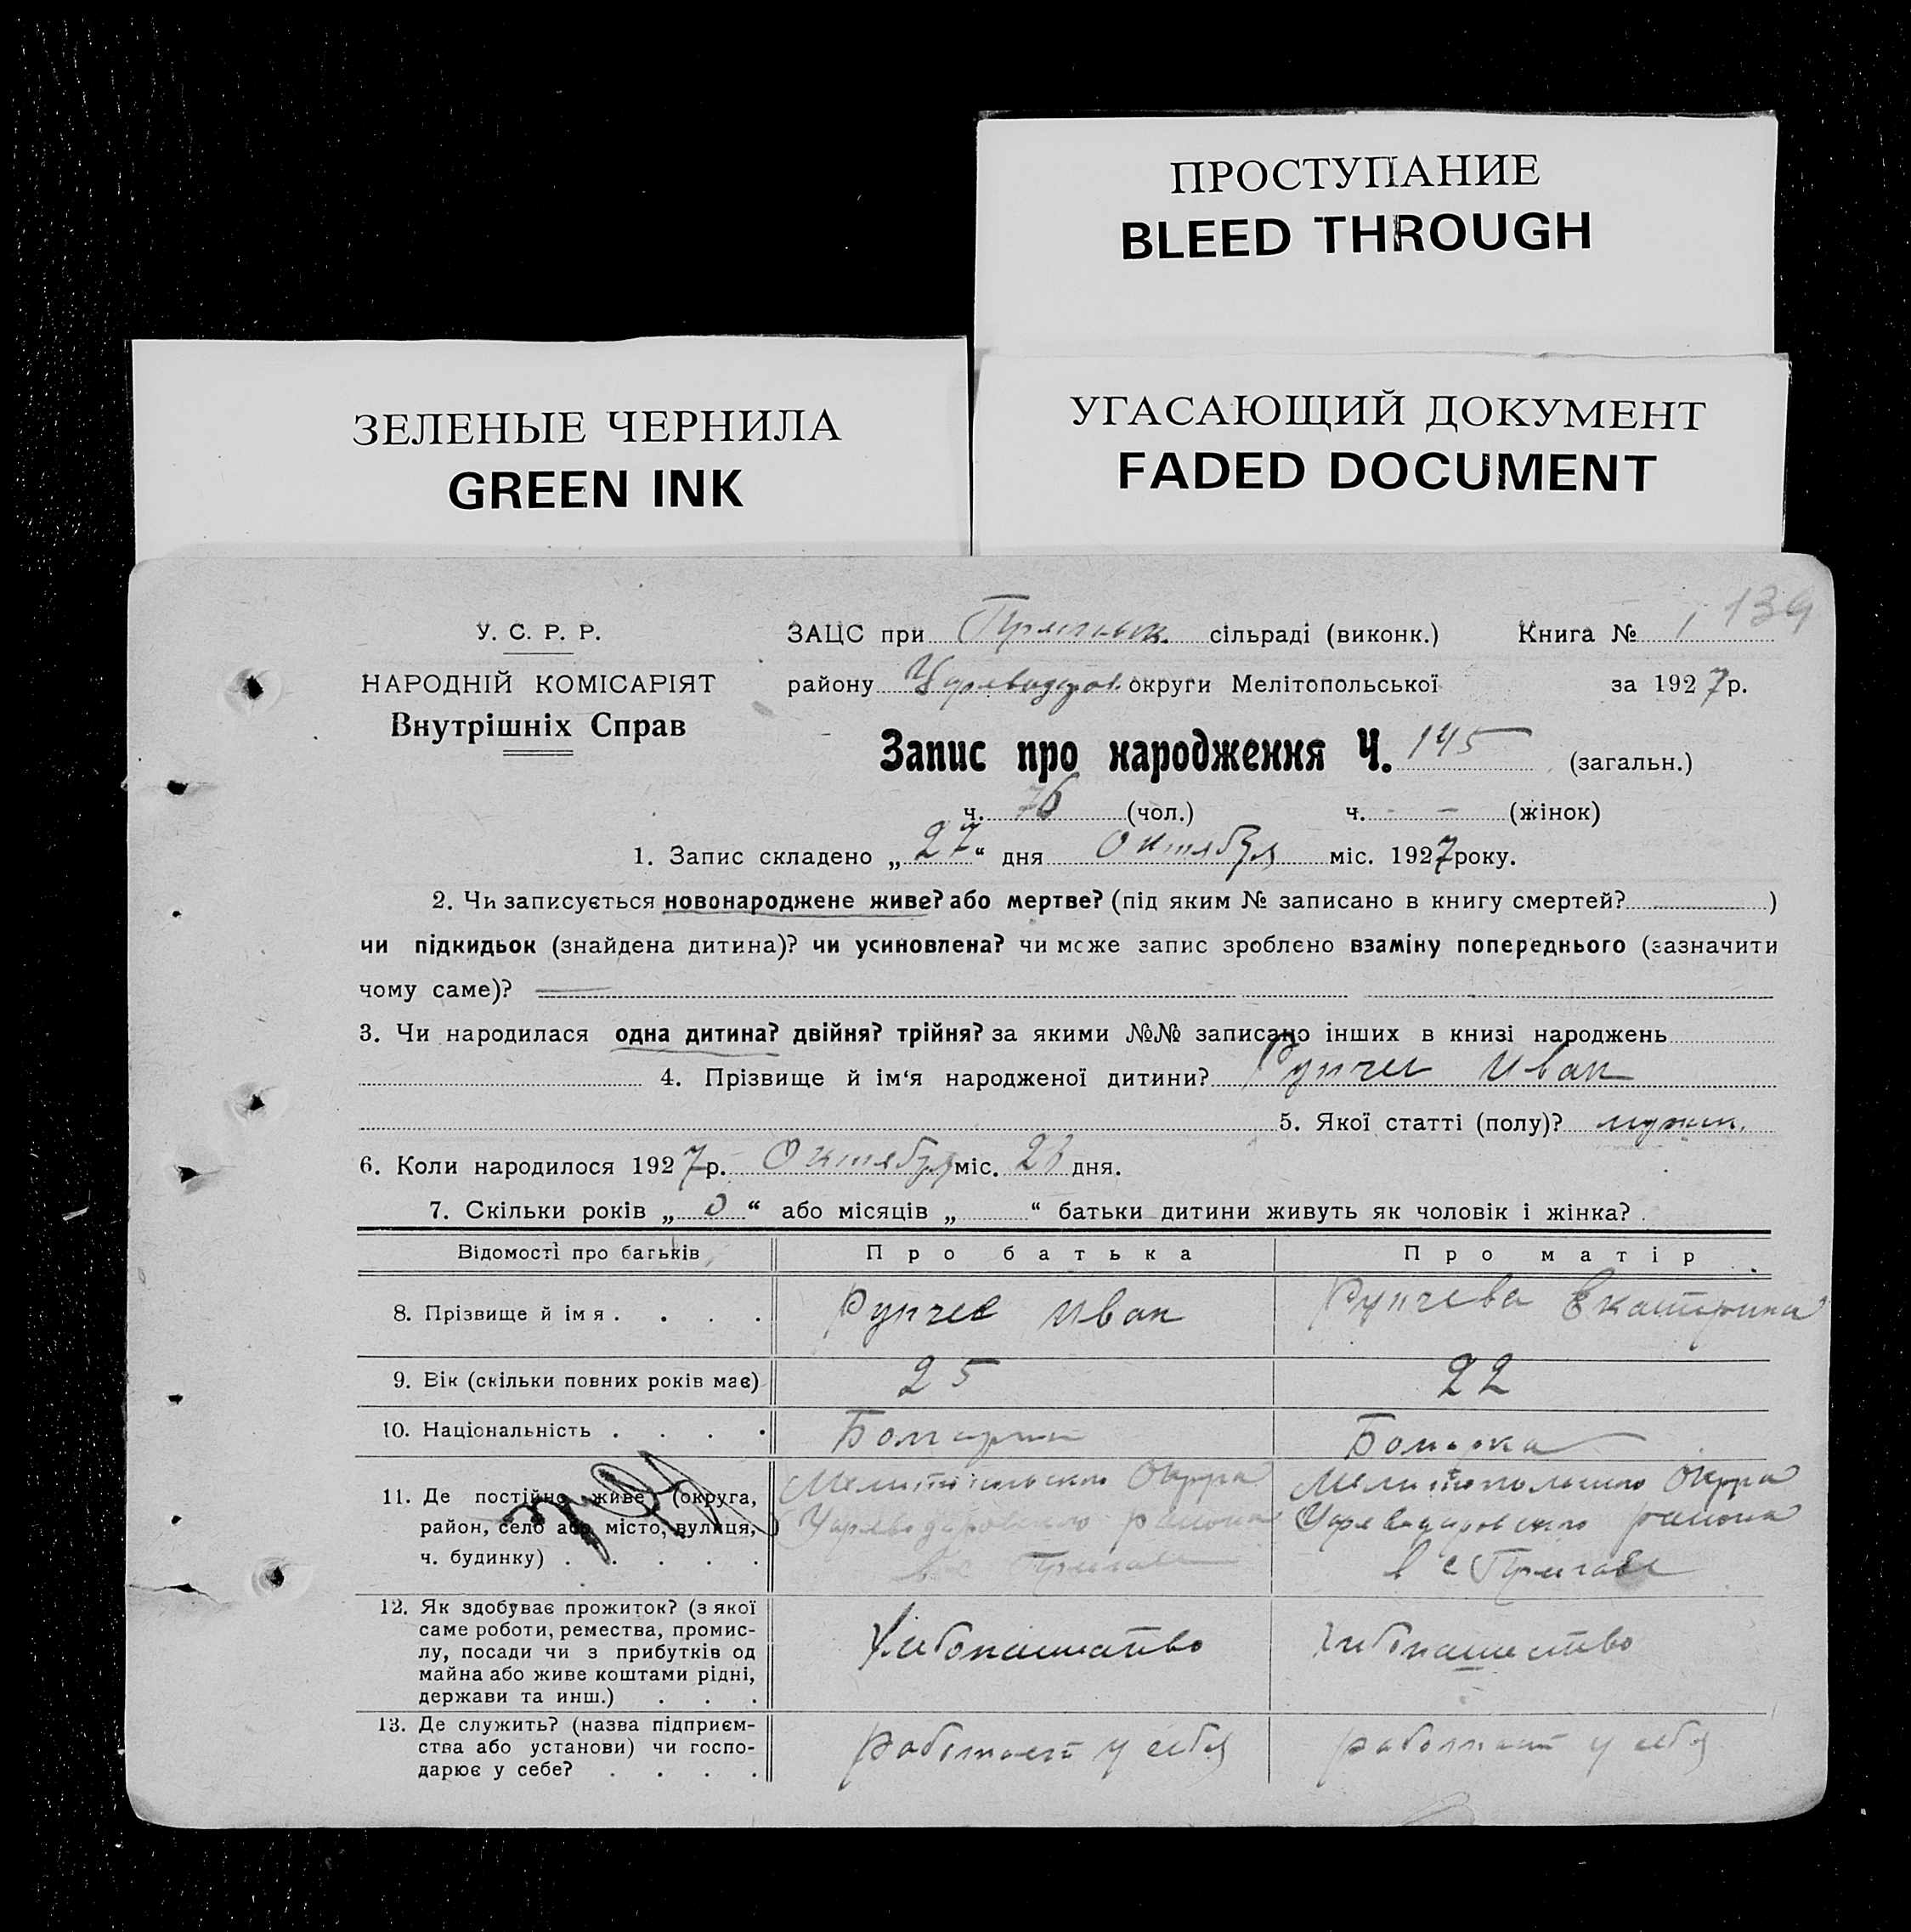 ПРОСТУПАНИЕ
BLEED THROUGH
ЗЕЛЕНЫЕ ЧЕРНИЛА
GREEN INK
УГАСАЮЩИЙ ДОКУМЕНТ
FADED DOCUMENT
139
У. С. Р. Р.
НАРОДНІЙ КОМІСАРІЯТ
Внутрішніх Справ
ЗАЦС при сільраді (виконк.) Книга № 1
району Цареводаров. округи Мелітопольської за 1927р.
Запис про народження Ч. 145 (загальн.)
ч. 76 (чол.) ч. - - (жінок)
1. Запис складено „27“ дня Октября міс. 1927 року.
2. Чи записується новонароджене живе? або мертве? (під яким № записано в книгу смертей? )
чи підкидьок (знайдена дитина)? чи усиновлена? чи може запис зроблено взаміну попереднього (зазначити
чому саме)?
3. Чи народилася одна дитина? двійня? трійня? за якими №№ записано інших в книзі народжень
4. Прізвище й ім‘я народженої дитини? Рупчев Иван
5. Якої статті (полу)? мужск.
6. Коли народилося 1927р. Октября міс. дня.
7. Скільки років „0“ або місяців „ “ батьки дитини живуть як чоловік і жінка?
Відомості про батьків Про батька Про матір
8. Прізвище й ім я . . . . Рупчев Иван Рупчева Екатерина
9. Вік (скільки повних років має) 25 22
10. Національність . . . . Болгарин Болгарка
11. Де постійно живе (округа, Мелитопольского Округа Мелитопольского Округа
район, село або місто, вулиця, Цареводаровского района Цареводаровского района
ч. будинку) . . . . . в с в с
12. Як здобуває прожиток? (з якої
саме роботи, ремества, промис-
лу, посади чи з прибутків од Хлебопашество Хлебопашество
майна або живе коштами рідні,
держави та инш.) . . .
13. Де служить? (назва підприєм-
ства або установи) чи госпо- работает у себя работает у себя
дарює у себе? . . . .